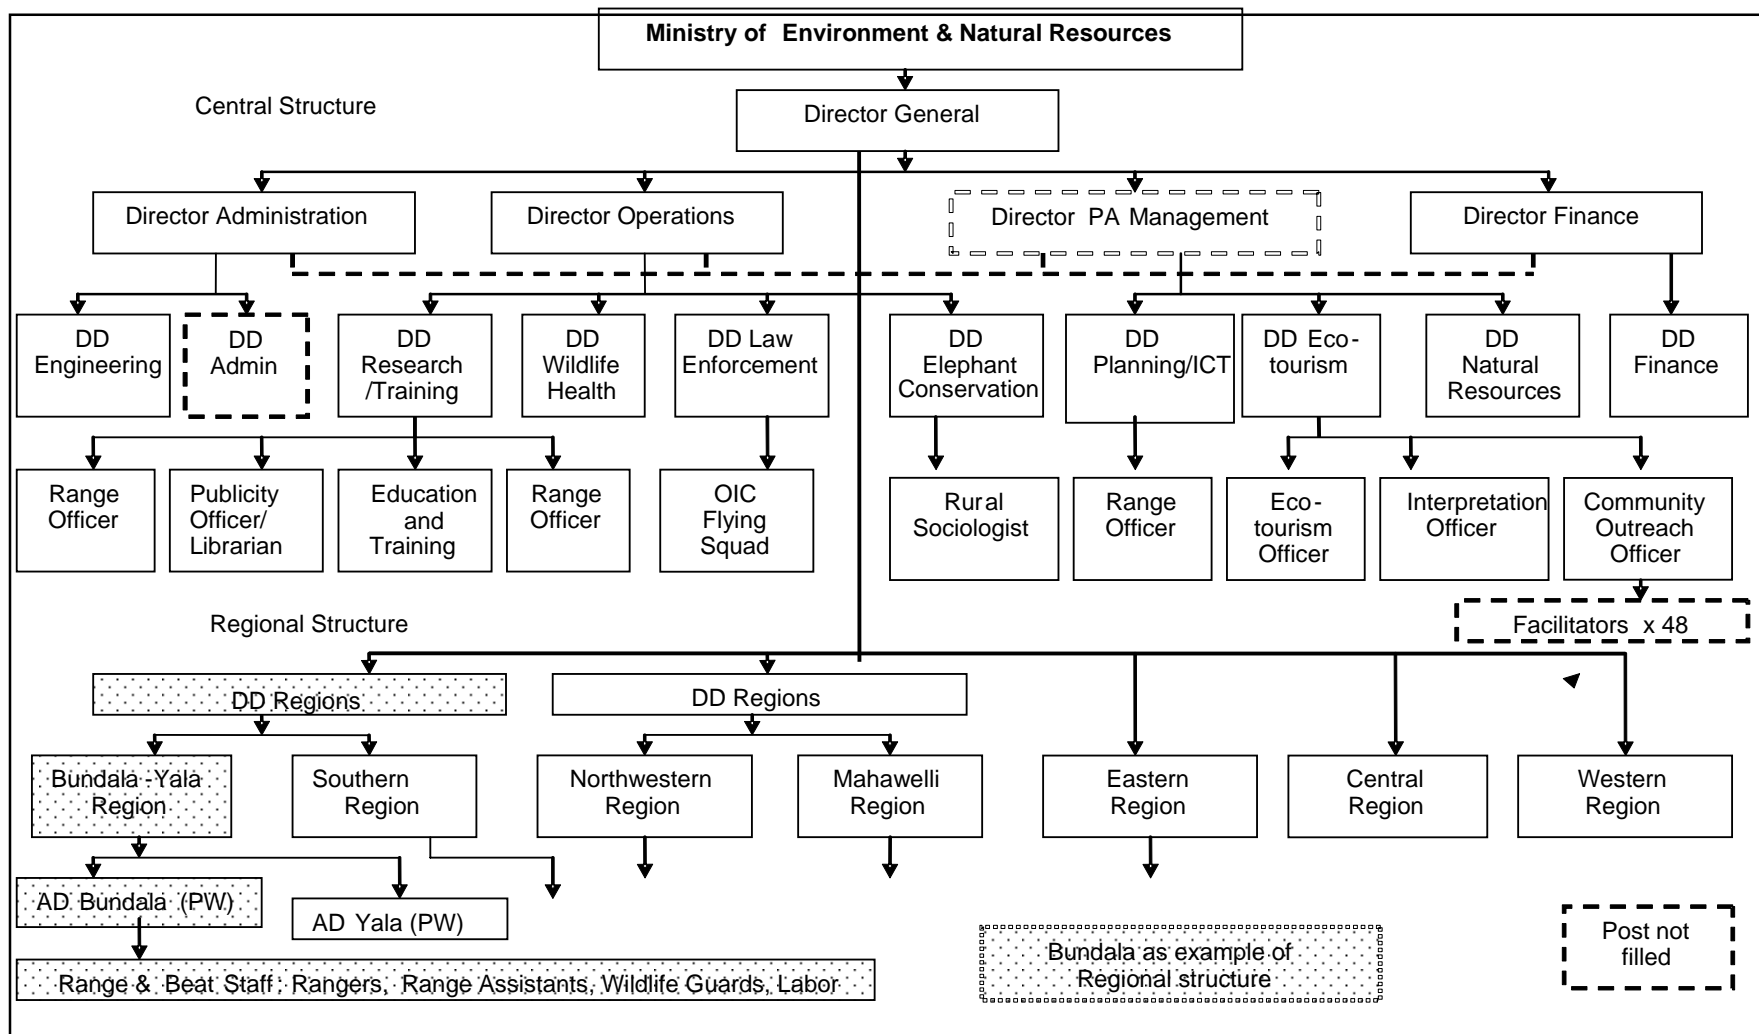 Ministry of Environment & Natural Resources
Central Structure
Director General
Director Administration
Director Operations
Director PA Management
Director Finance
DD
Engineering
DD
Admin
DD
Research
/Training
DD
Wildlife
Health
DD Law
Enforcement
DD
Elephant
Conservation
DD
Planning/ICT
DD Eco-
tourism
DD
Natural
Resources
DD
Finance
Range
Officer
Publicity
Officer/
Librarian
Education
and
Training
Range
Officer
OIC
Flying
Squad
Rural
Sociologist
Range
Officer
Eco-
tourism
Officer
Interpretation
Officer
Community
Outreach
Officer
Facilitators x 48
Regional Structure
DD Regions
DD Regions
Bundala -Yala
Region
Southern
Region
Northwestern
Region
Mahawelli
Region
Eastern
Region
Central
Region
Western
Region
AD Bundala (PW)
AD Yala (PW)
Range & Beat Staff: Rangers, Range Assistants, Wildlife Guards, Labor
Bundala as example of
Regional structure
Post not
filled